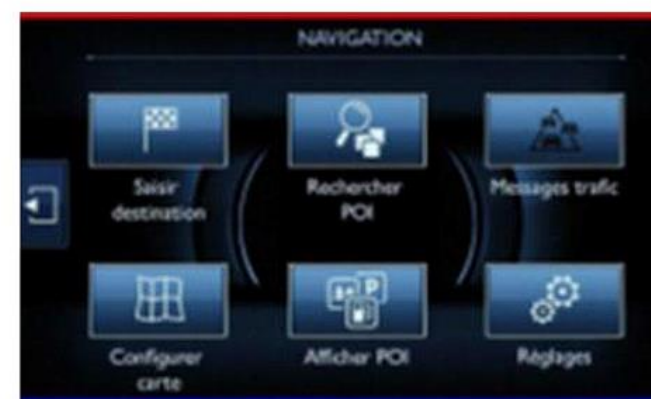 NAVIGATION
Saisir
destination
Rechercher
POI
Messages trafic
Configurer
carte
Afficher POI
Réglages